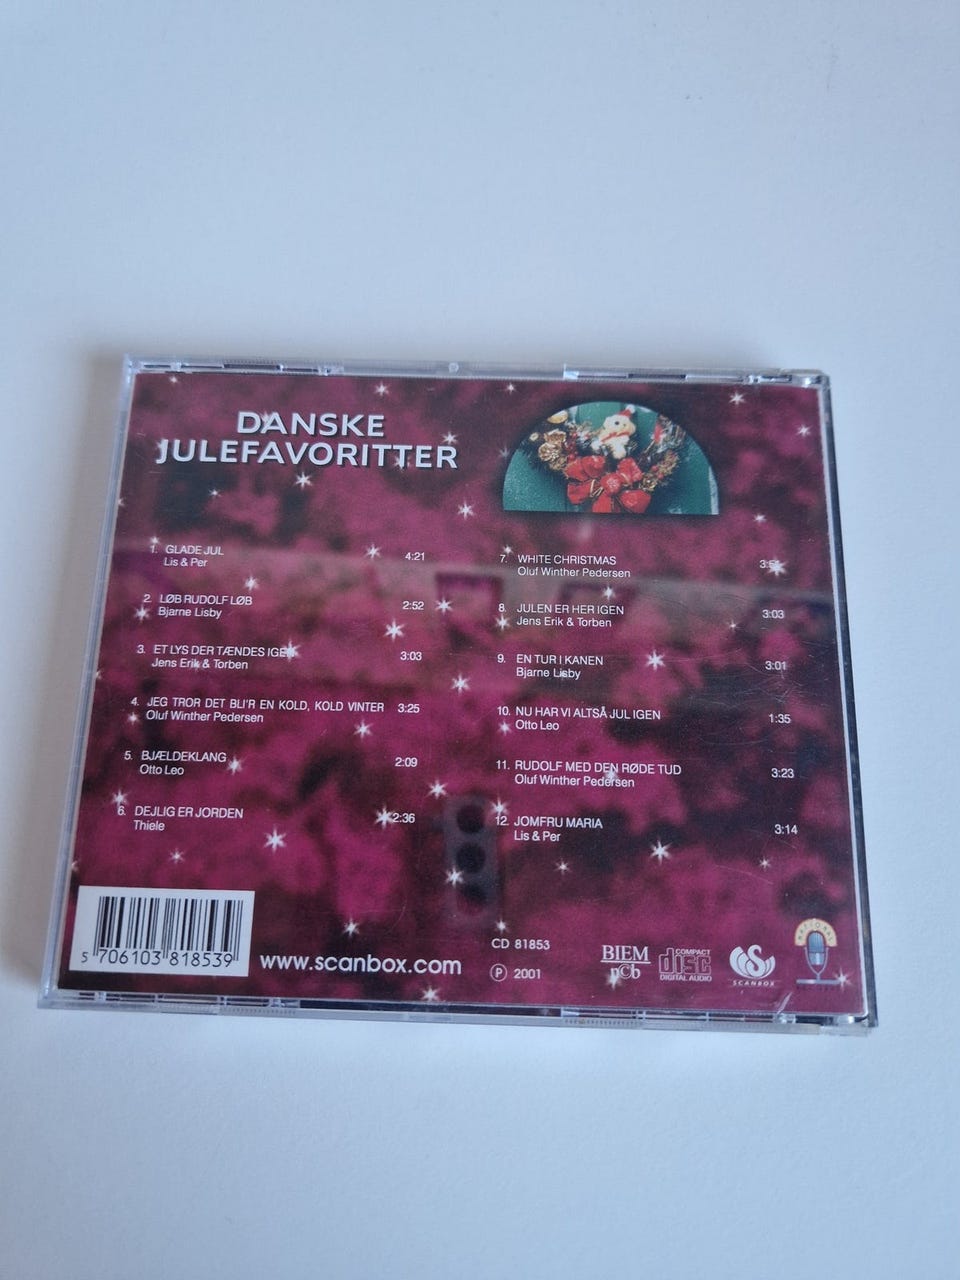 DANSKE
JULEFAVORITTER
1. GLADE JUL 4:21
Lis & Per
2. LØB RUDOLF LØB 2:52
Bjarne Lisby
3. ET LYS DER TÆNDES IGEN 3:03
Jens Erik & Torben
4. JEG TROR DET BLI'R EN KOLD, KOLD VINTER 3:25
Oluf Winther Pedersen
5. BJÆLDEKLANG 2:09
Otto Leo
6. DEJLIG ER JORDEN 2:36
Thiele
7. WHITE CHRISTMAS
Oluf Winther Pedersen
8. JULEN ER HER IGEN 3:03
Jens Erik & Torben
9. EN TUR I KANEN 3:01
Bjarne Lisby
10. NU HAR VI ALTSÅ JUL IGEN 1:35
Otto Leo
11. RUDOLF MED DEN RØDE TUD 3:23
Oluf Winther Pedersen
12. JOMFRU MARIA 3:14
Lis & Per
5 706103 818539
www.scanbox.com
CD 81853
P 2001
BIEM
n©b
COMPACT
disc
DIGITAL AUDIO
SCANBOX
NATIONAL